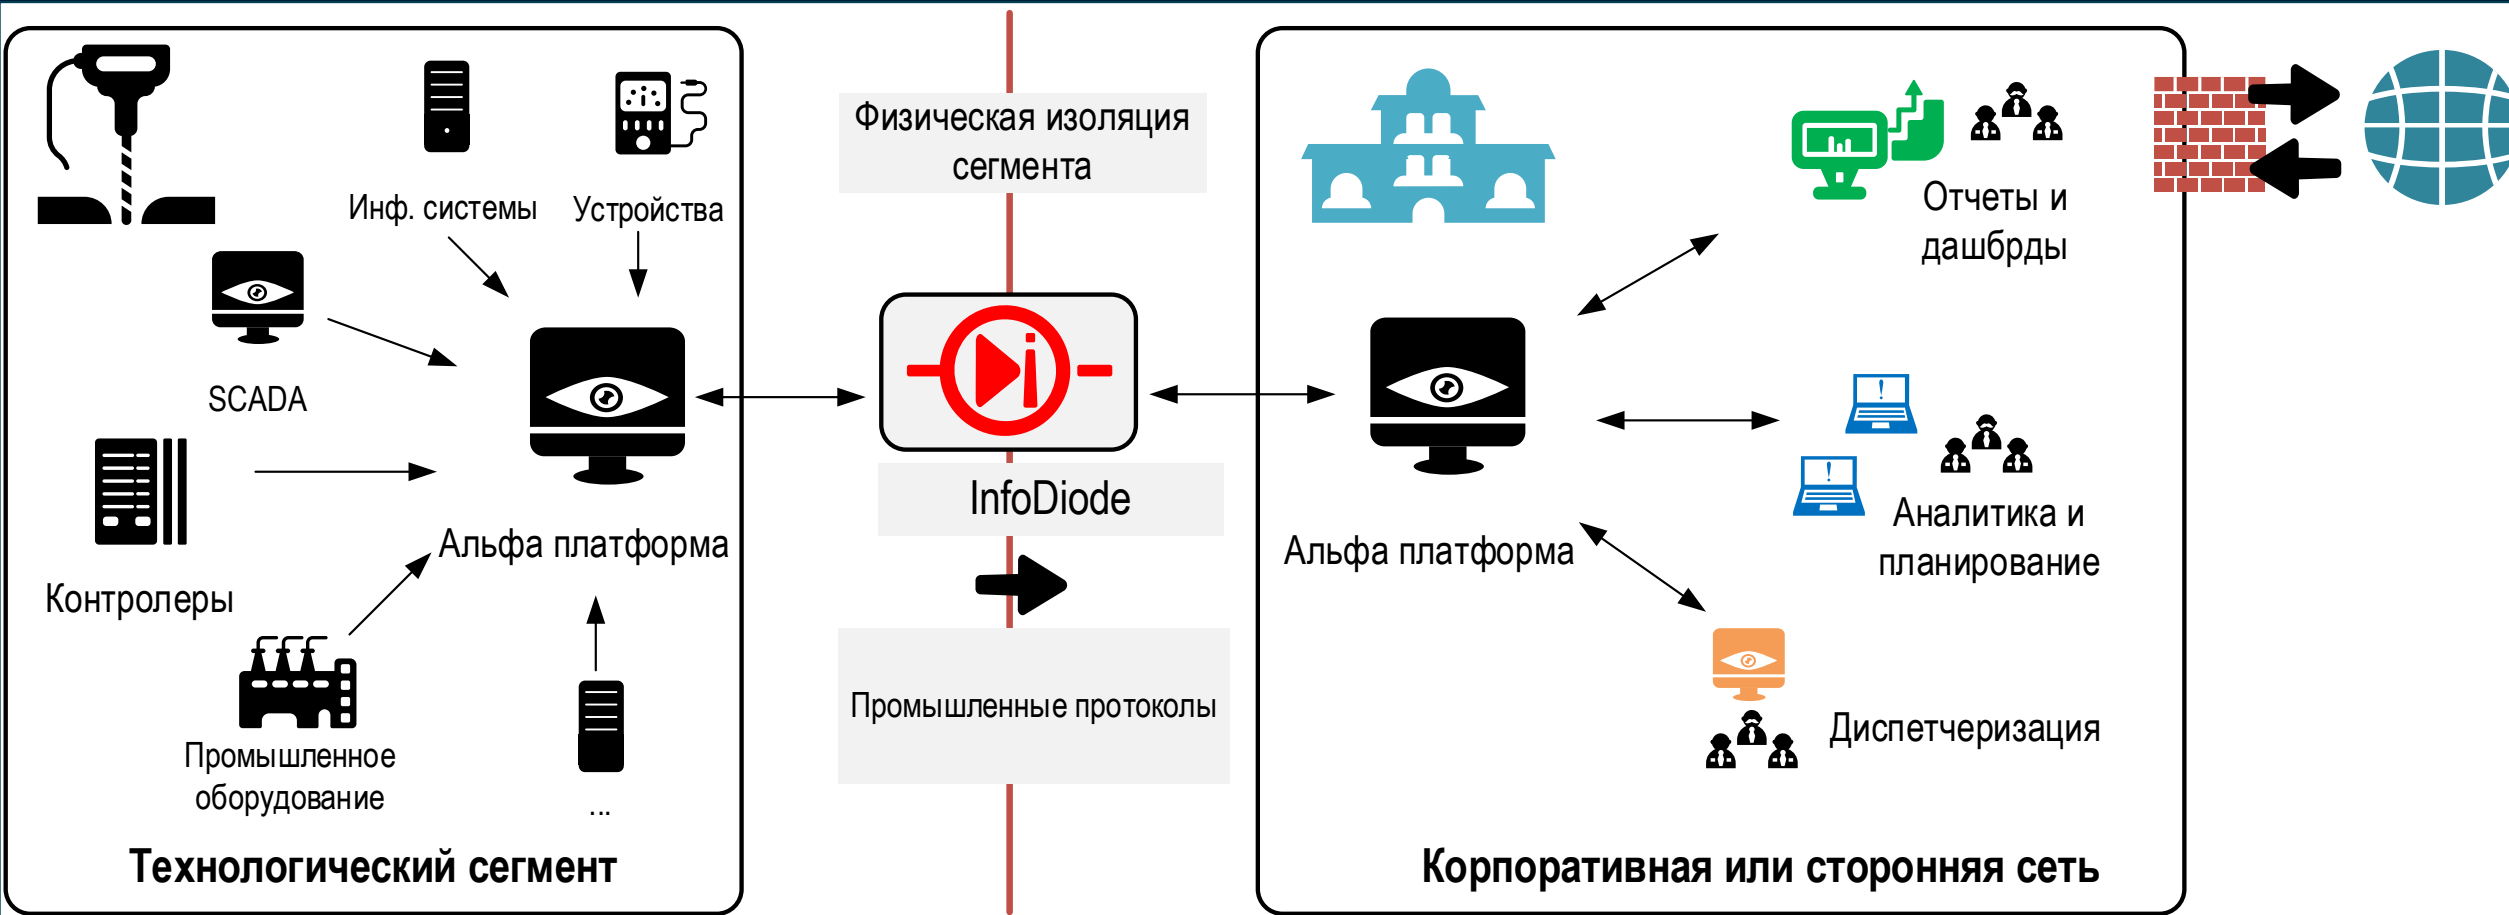 Инф. системы
Устройства
SCADA
Контролеры
Альфа платформа
Промышленное
оборудование
...
Технологический сегмент
Физическая изоляция
сегмента
InfoDiode
Промышленные протоколы
Отчеты и
дашбрды
Альфа платформа
Аналитика и
планирование
Диспетчеризация
Корпоративная или сторонняя сеть